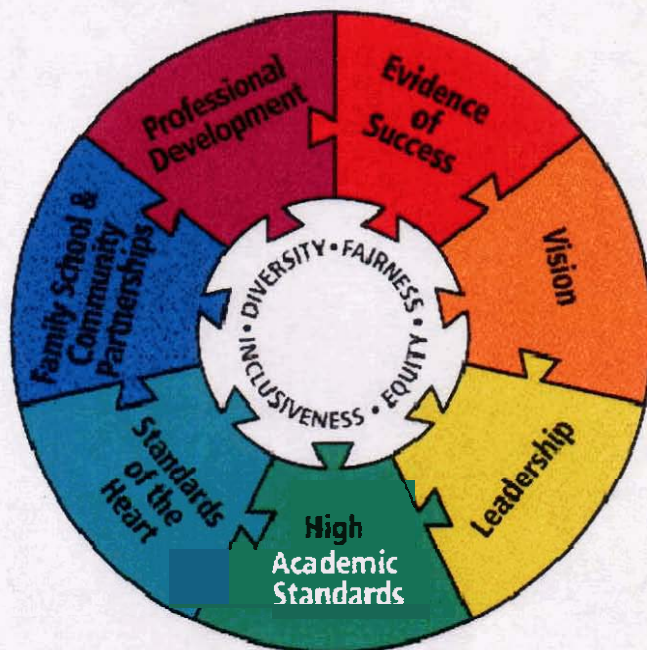 Professional
Development
Evidence
of
Success
Vision
Leadership
High
Academic
Standards
Standards
of the
Heart
Family School &
Community
Partnerships
DIVERSITY • FAIRNESS • EQUITY • INCLUSIVENESS •